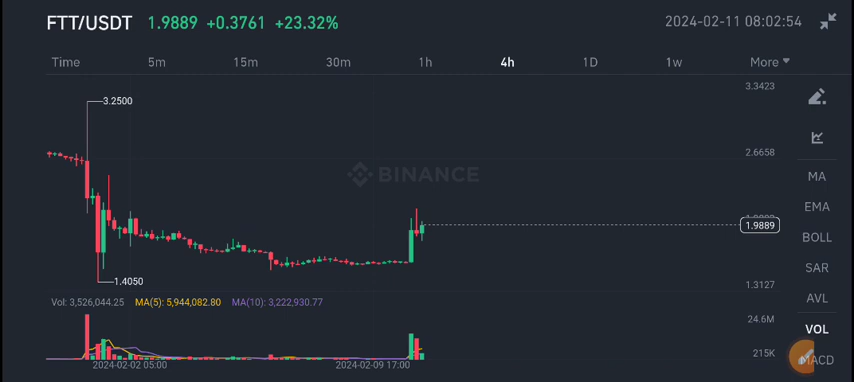 FTT/USDT 1.9889 +0.3761 +23.32% 2024-02-11 08:02:54
Time 5m 15m 30m 1h 4h 1D 1w More
3.3423
3.2500
2.6658
BINANCE
MA
EMA
1.9889
BOLL
SAR
1.4050
1.3127
AVL
Vol: 3,526,044.25 MA(5): 5,944,082.80 MA(10): 3,222,930.77
24.6M
VOL
215K
MACD
2024-02-02 05:00 2024-02-09 17:00